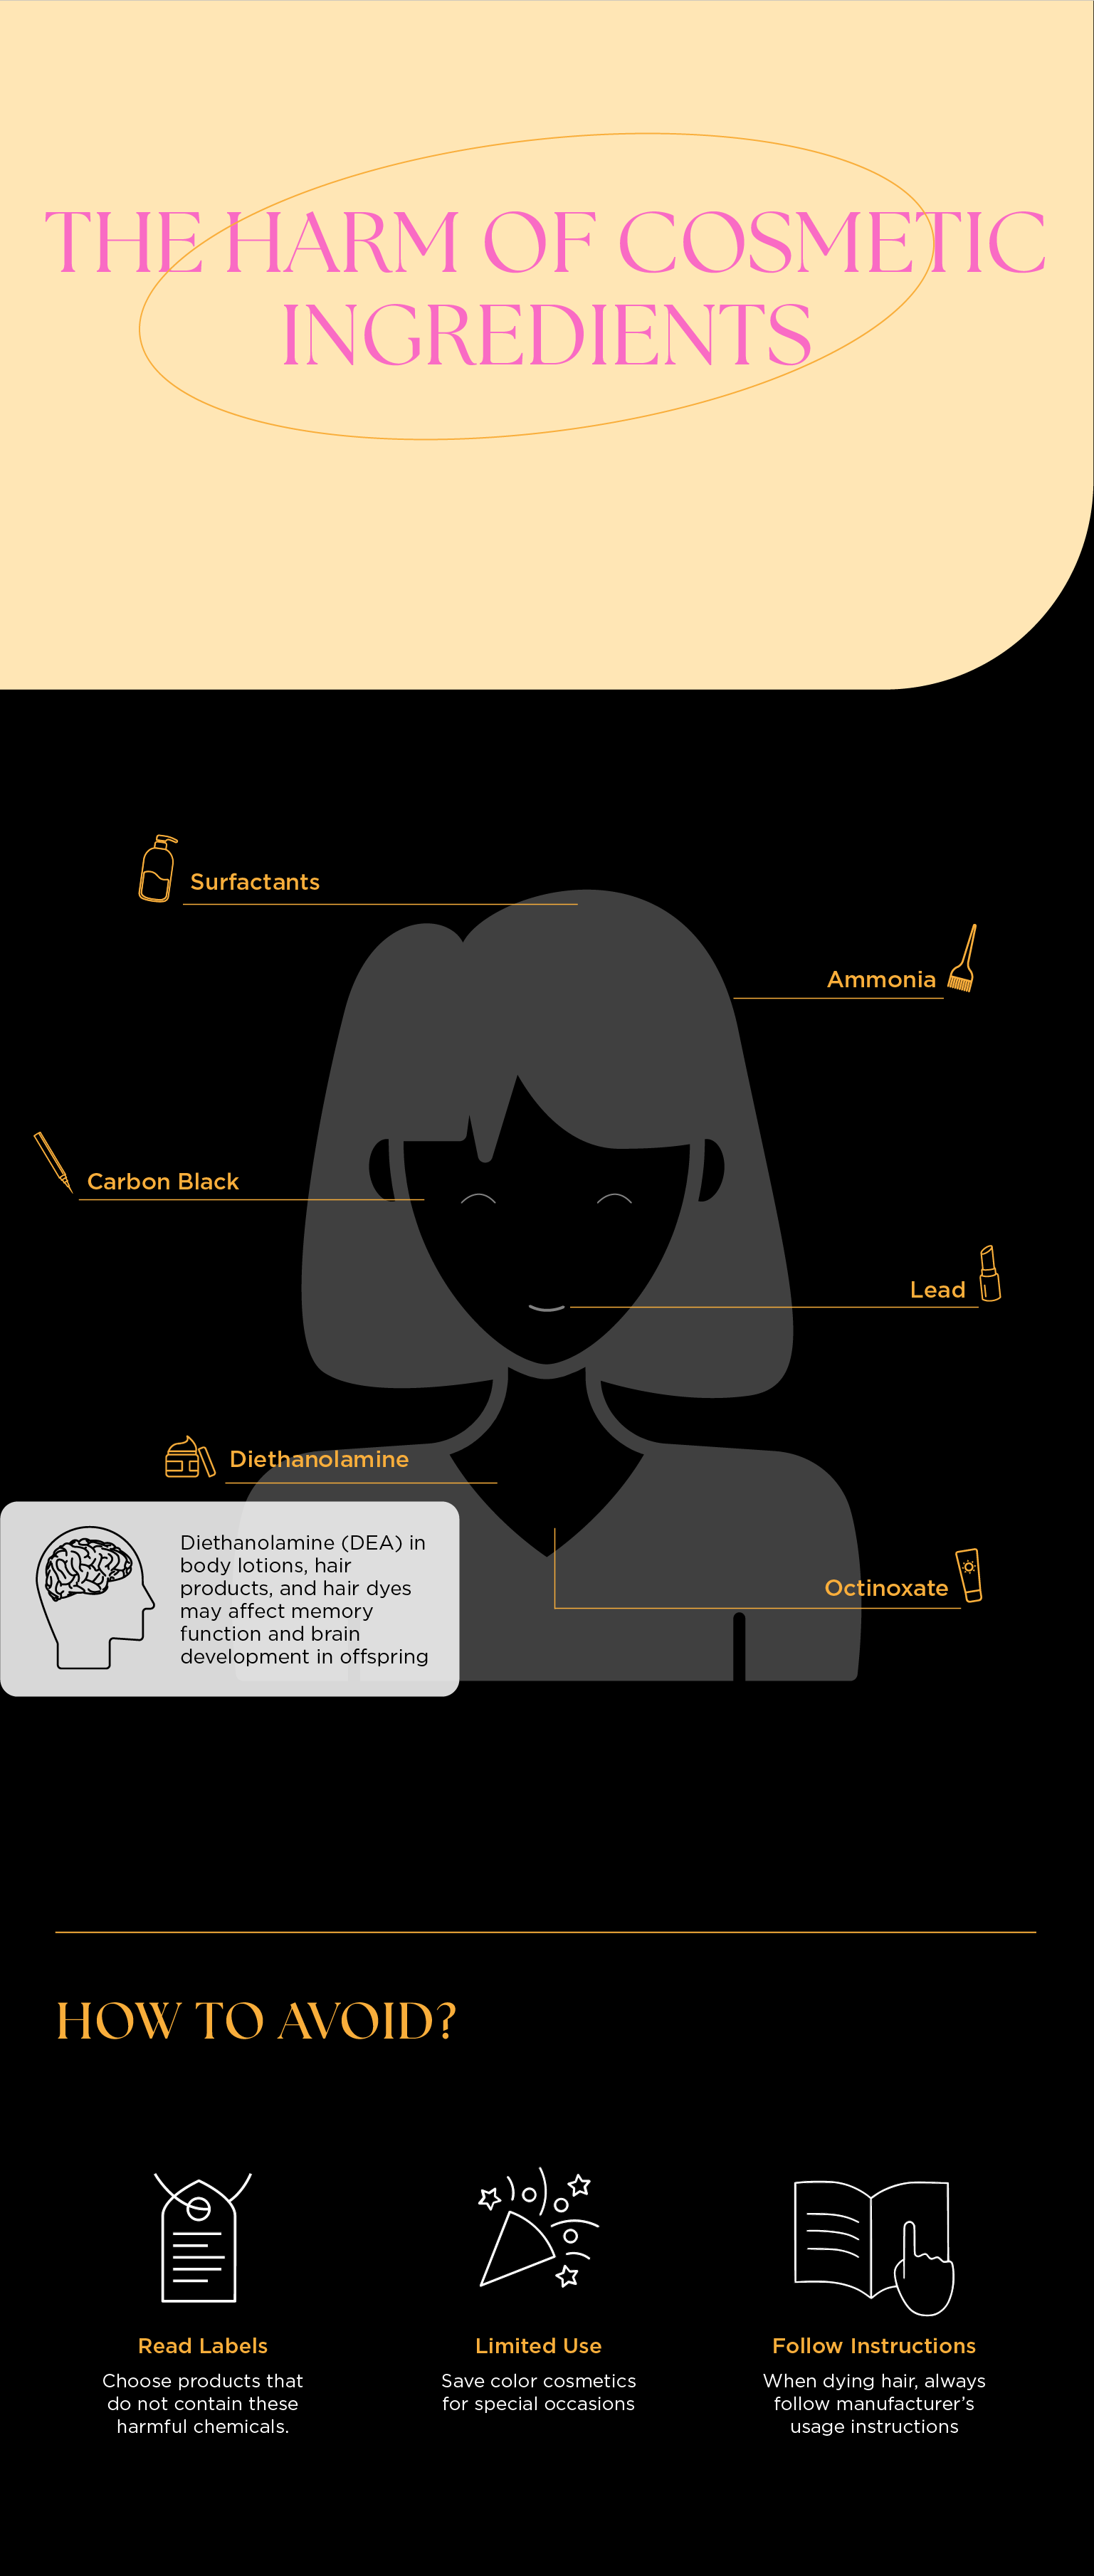 THE HARM OF COSMETIC
INGREDIENTS
Surfactants
Ammonia
Carbon Black
Lead
Diethanolamine
Diethanolamine (DEA) in
body lotions, hair
products, and hair dyes
may affect memory
function and brain
development in offspring
Octinoxate
HOW TO AVOID?
Read Labels
Choose products that
do not contain these
harmful chemicals.
Limited Use
Save color cosmetics
for special occasions
Follow Instructions
When dying hair, always
follow manufacturer’s
usage instructions